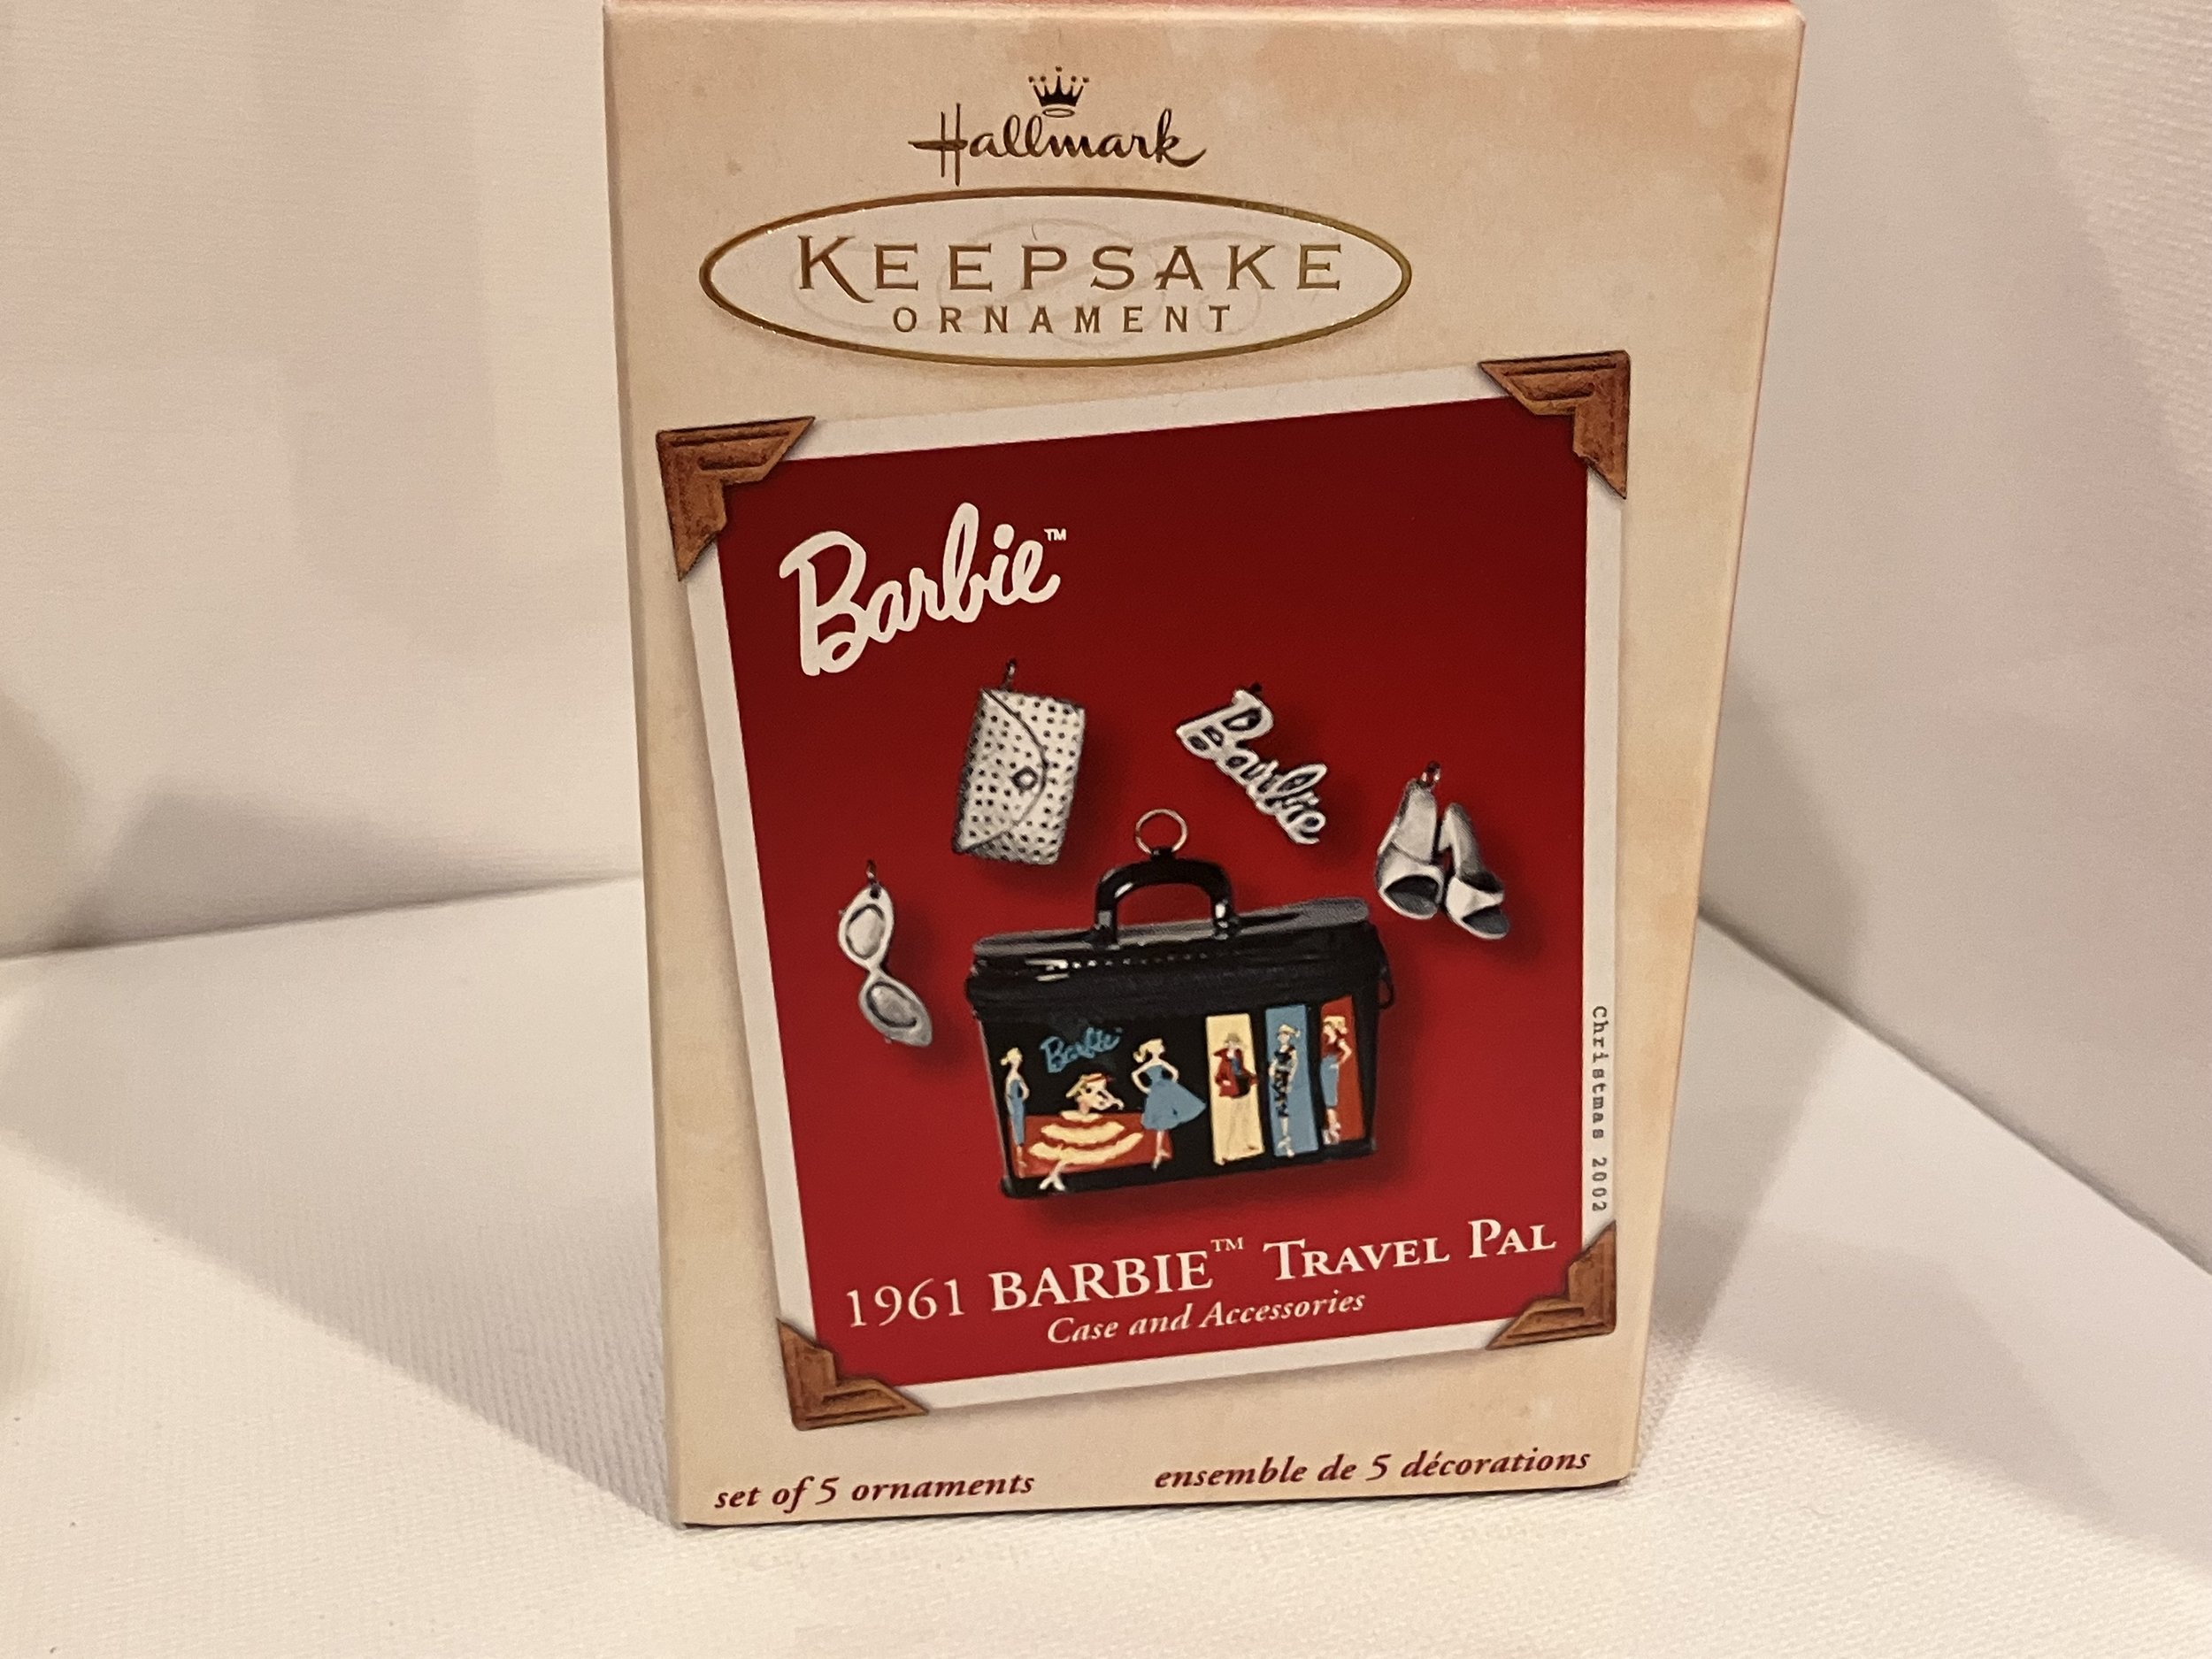 Hallmark
KEEPSAKE
ORNAMENT
Barbie™
Barbie
Barbie
Christmas 2002
1961 BARBIE™ TRAVEL PAL
Case and Accessories
set of 5 ornaments
ensemble de 5 décorations